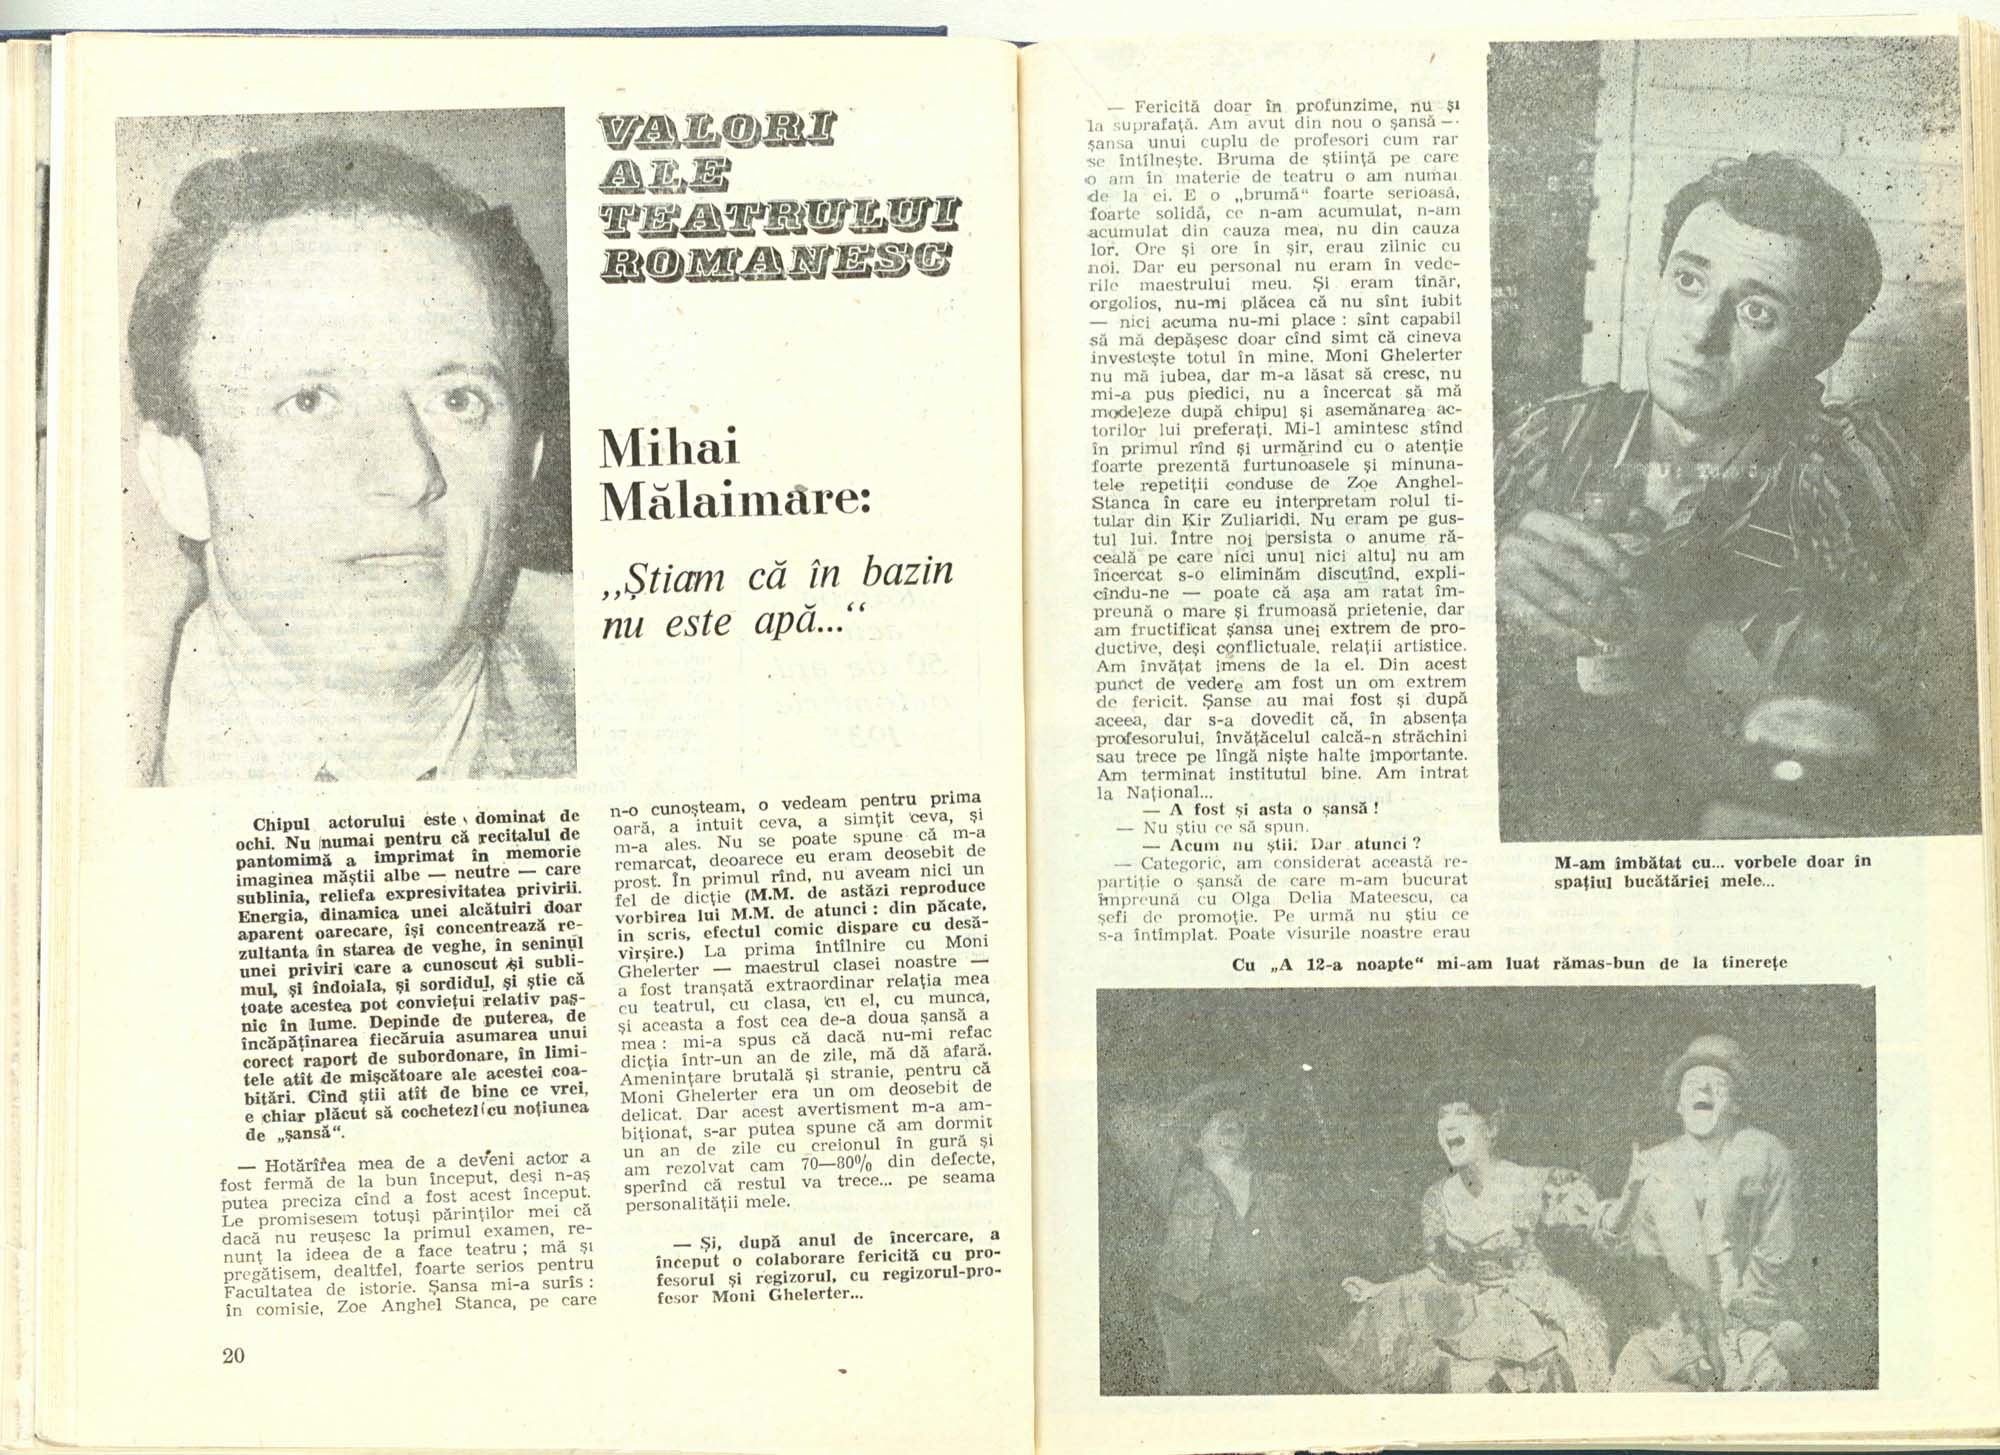 VALORI
ALE
TEATRULUI
ROMANESC
Mihai
Mălaimare:
„Știam că în bazin
nu este apă...“
Chipul actorului este dominat de
ochi. Nu numai pentru că recitalul de
pantomimă a imprimat în memorie
imaginea măștii albe — neutre — care
sublinia, reliefa expresivitatea privirii.
Energia, dinamica unei alcătuiri doar
aparent oarecare, își concentrează re-
zultanta în starea de veghe, în seninul
unei priviri care a cunoscut și subli-
mul, și îndoiala, și sordidul, și știe că
toate acestea pot conviețui relativ paș-
nic în lume. Depinde de puterea, de
încăpățînarea fiecăruia asumarea unui
corect raport de subordonare, în limi-
tele atît de mișcătoare ale acestei coa-
bitări. Cînd știi atît de bine ce vrei,
e chiar plăcut să cochetezi cu noțiunea
de „șansă“.
— Hotărîrea mea de a deveni actor a
fost fermă de la bun început, deși n-aș
putea preciza cînd a fost acest început.
Le promisesem totuși părinților mei că
dacă nu reușesc la primul examen, re-
nunț la ideea de a face teatru ; mă și
pregătisem, dealtfel, foarte serios pentru
Facultatea de istorie. Șansa mi-a surîs :
în comisie, Zoe Anghel Stanca, pe care
20
n-o cunoșteam, o vedeam pentru prima
oară, a intuit ceva, a simțit ceva, și
m-a ales. Nu se poate spune că m-a
remarcat, deoarece eu eram deosebit de
prost. În primul rînd, nu aveam nici un
fel de dicție (M.M. de astăzi reproduce
vorbirea lui M.M. de atunci : din păcate,
in scris, efectul comic dispare cu desă-
vîrșire.) La prima întîlnire cu Moni
Ghelerter — maestrul clasei noastre —
a fost tranșată extraordinar relația mea
cu teatrul, cu clasa, cu el, cu munca,
și aceasta a fost cea de-a doua șansă a
mea : mi-a spus că dacă nu-mi refac
dicția într-un an de zile, mă dă afară.
Amenințare brutală și stranie, pentru că
Moni Ghelerter era un om deosebit de
delicat. Dar acest avertisment m-a am-
biționat, s-ar putea spune că am dormit
un an de zile cu creionul în gură și
am rezolvat cam 70—80% din defecte,
sperînd că restul va trece... pe seama
personalității mele.
— Și, după anul de încercare, a
început o colaborare fericită cu pro-
fesorul și regizorul, cu regizorul-pro-
fesor Moni Ghelerter...
— Fericită doar în profunzime, nu și
la suprafață. Am avut din nou o șansă —
șansa unui cuplu de profesori cum rar
se întîlnește. Bruma de știință pe care
o am în materie de teatru o am numai
de la ei. E o „brumă“ foarte serioasă,
foarte solidă, ce n-am acumulat, n-am
acumulat din cauza mea, nu din cauza
lor. Ore și ore în șir, erau zilnic cu
noi. Dar eu personal nu eram în vede-
rile maestrului meu. Și eram tînăr,
orgolios, nu-mi plăcea că nu sînt iubit
— nici acuma nu-mi place : sînt capabil
să mă depășesc doar cînd simt că cineva
investește totul în mine. Moni Ghelerter
nu mă iubea, dar m-a lăsat să cresc, nu
mi-a pus piedici, nu a încercat să mă
modeleze după chipul și asemănarea ac-
torilor lui preferați. Mi-l amintesc stînd
în primul rînd și urmărind cu o atenție
foarte prezentă furtunoasele și minuna-
tele repetiții conduse de Zoe Anghel-
Stanca în care eu interpretam rolul ti-
tular din Kir Zuliaridi. Nu eram pe gus-
tul lui. Între noi persista o anume ră-
ceală pe care nici unul nici altul nu am
încercat s-o eliminăm discutînd, expli-
cîndu-ne — poate că așa am ratat îm-
preună o mare și frumoasă prietenie, dar
am fructificat șansa unei extrem de pro-
ductive, deși conflictuale, relații artistice.
Am învățat imens de la el. Din acest
punct de vedere am fost un om extrem
de fericit. Șanse au mai fost și după
aceea, dar s-a dovedit că, în absența
profesorului, învățăcelul calcă-n străchini
sau trece pe lîngă niște halte importante.
Am terminat institutul bine. Am intrat
la Național...
— A fost și asta o șansă !
— Nu știu ce să spun.
— Acum nu știi. Dar atunci ?
— Categoric, am considerat această re-
partiție o șansă de care m-am bucurat
împreună cu Olga Delia Mateescu, ca
șefi de promoție. Pe urmă nu știu ce
s-a întîmplat. Poate visurile noastre erau
M-am îmbătat cu... vorbele doar în
spațiul bucătăriei mele...
Cu „A 12-a noapte“ mi-am luat rămas-bun de la tinerețe